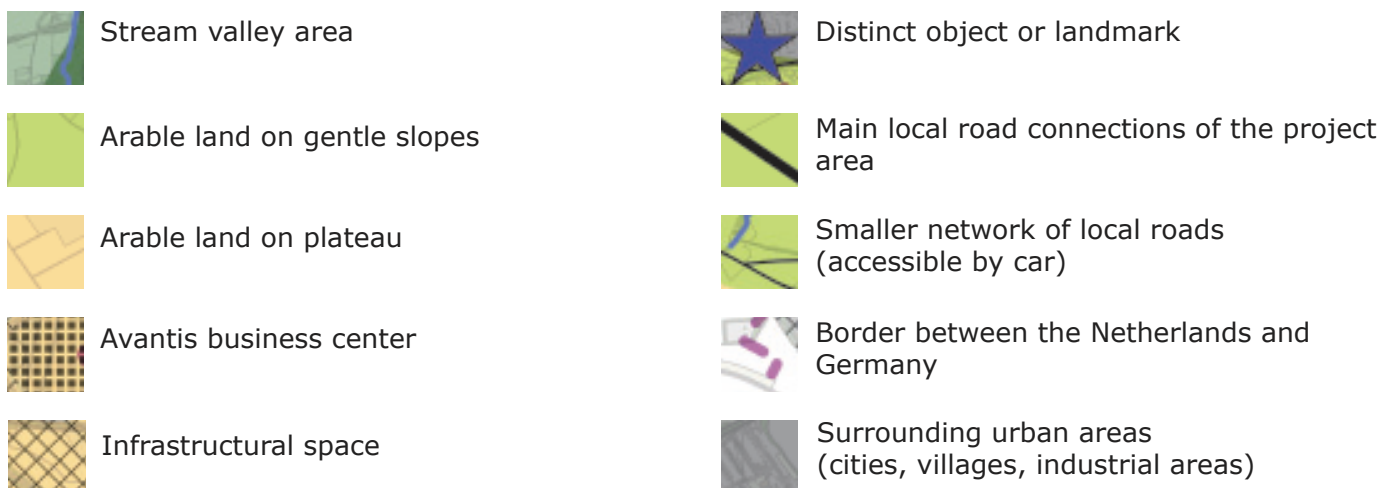 Stream valley area
Arable land on gentle slopes
Arable land on plateau
Avantis business center
Infrastructural space
Distinct object or landmark
Main local road connections of the project
area
Smaller network of local roads
(accessible by car)
Border between the Netherlands and
Germany
Surrounding urban areas
(cities, villages, industrial areas)